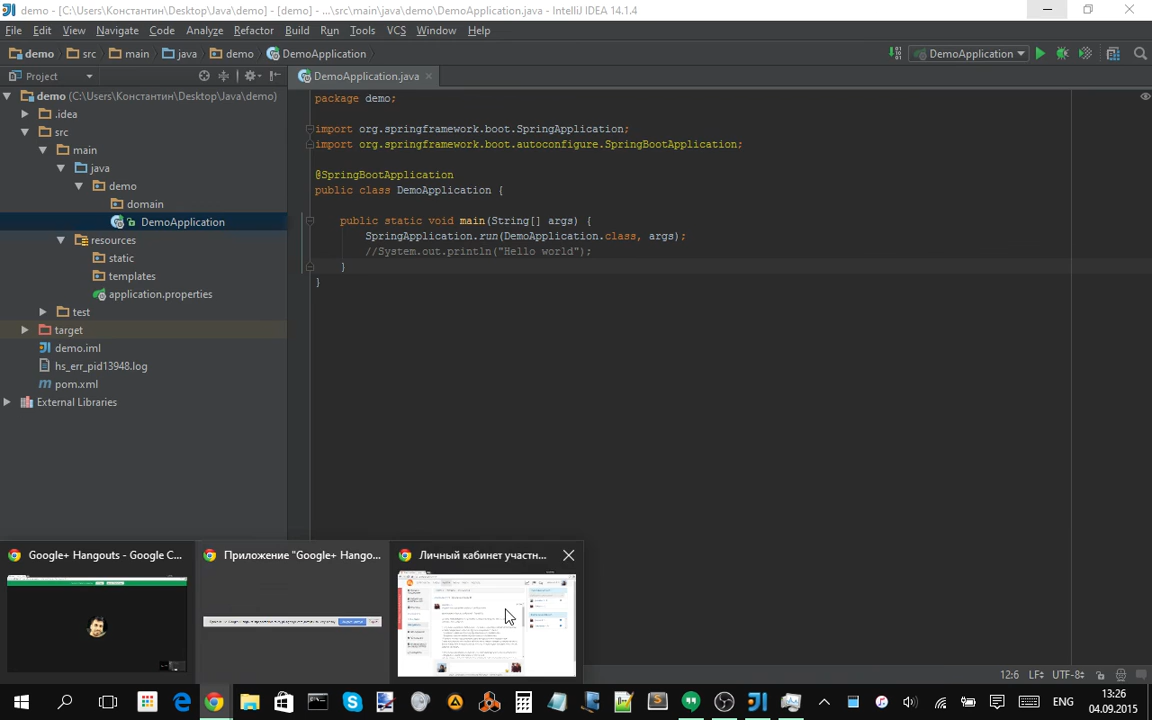 demo - [C:\Users\Константин\Desktop\Java\demo] - [demo] - ...\src\main\java\demo\DemoApplication.java - IntelliJ IDEA 14.1.4
File Edit View Navigate Code Analyze Refactor Build Run Tools VCS Window Help
demo src main java demo DemoApplication
DemoApplication
Project
DemoApplication.java
demo (C:\Users\Константин\Desktop\Java\demo)
.idea
src
main
java
demo
domain
DemoApplication
resources
static
templates
application.properties
test
target
demo.iml
hs_err_pid13948.log
pom.xml
External Libraries
package demo;
import org.springframework.boot.SpringApplication;
import org.springframework.boot.autoconfigure.SpringBootApplication;
@SpringBootApplication
public class DemoApplication {
public static void main(String[] args) {
SpringApplication.run(DemoApplication.class, args);
//System.out.println("Hello world");
}
}
Google+ Hangouts - Google C...
Приложение "Google+ Hango...
Личный кабинет участн...
12:6 LF UTF-8
ENG
13:26
04.09.2015